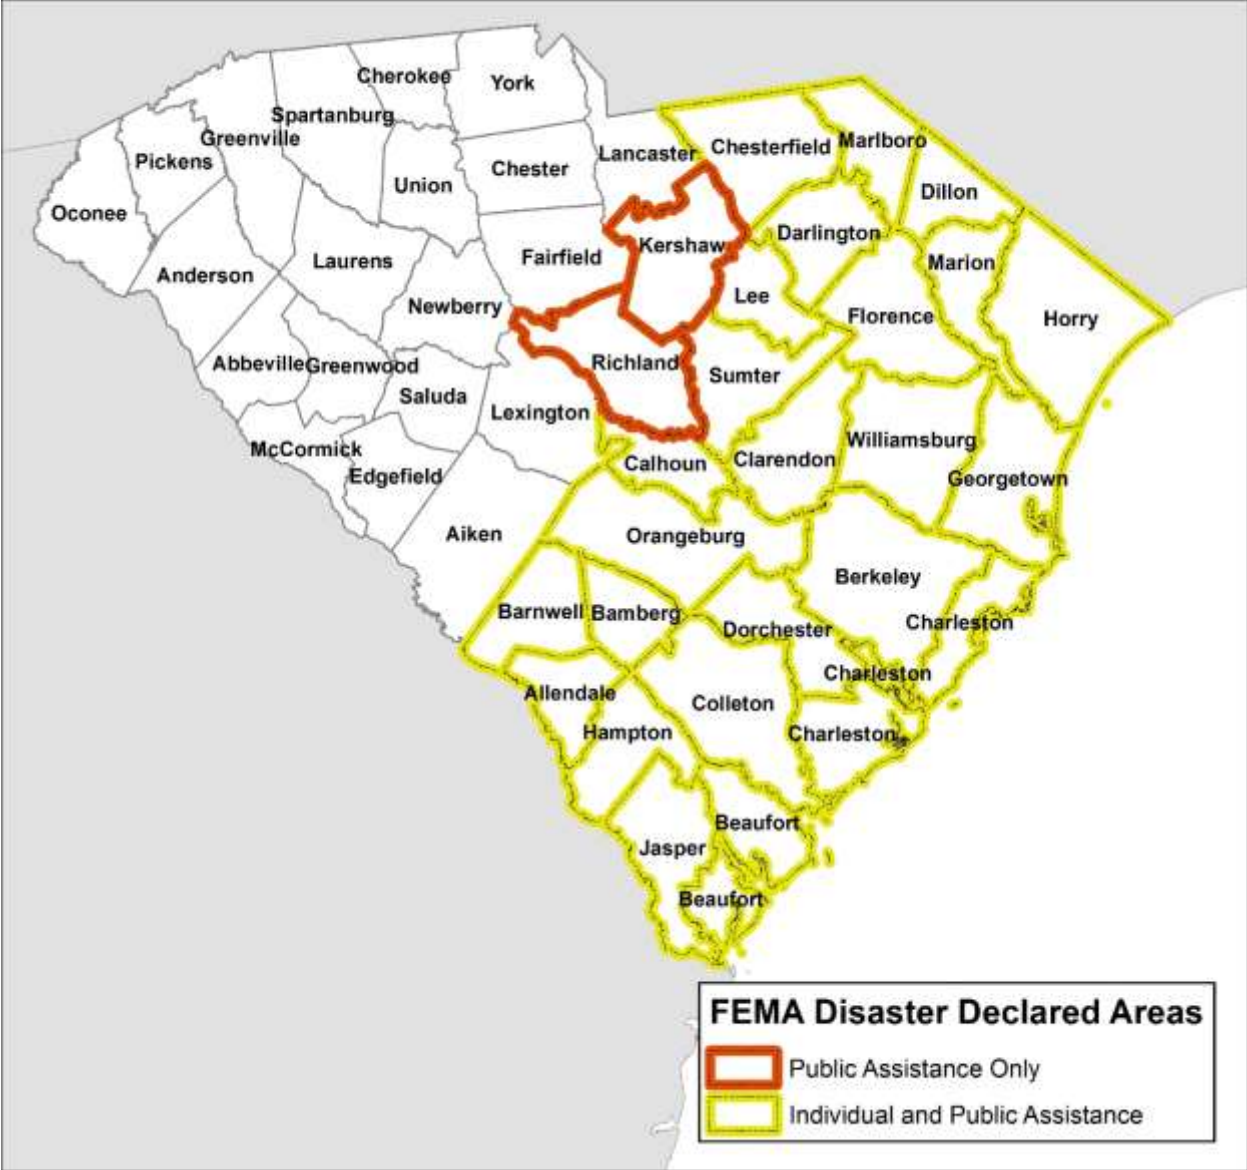 Cherokee
York
Spartanburg
Greenville
Chesterfield
Marlboro
Lancaster
Pickens
Chester
Union
Dillon
Oconee
Darlington
Kershaw
Fairfield
Laurens
Marion
Anderson
Lee
Newberry
Florence
Horry
Richland
Abbeville
Greenwood
Sumter
Saluda
Lexington
Williamsburg
McCormick
Clarendon
Calhoun
Edgefield
Georgetown
Aiken
Orangeburg
Berkeley
Barnwell
Bamberg
Charleston
Dorchester
Charleston
Allendale
Colleton
Hampton
Charleston
Beaufort
Jasper
Beaufort
FEMA Disaster Declared Areas
Public Assistance Only
Individual and Public Assistance